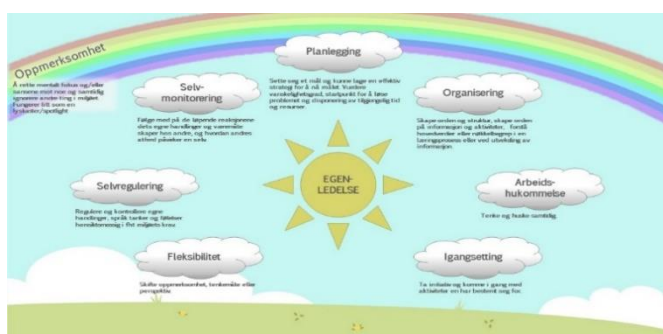 Oppmerksomhet
Å rette mentalt fokus og/eller
sansene mot noe og samtidig
ignorere andre ting i miljøet.
Fungerer litt som en
lyskaster/spotlight
Planlegging
Sette seg et mål og kunne lage en effektiv
strategi for å nå målet. Vurdere
vanskelighetsgrad, startpunkt for å løse
problemet og disponering av tilgjengelig tid
og ressurser.
Selv-
monitorering
Følge med på de løpende reaksjonene
dets egne handlinger og væremåte
skaper hos andre, og hvordan andres
atferd påvirker en selv
Organisering
Skape orden og struktur, skape orden
på informasjon og aktiviteter, forstå
hovedverdier eller nøkkelbegrep i en
læringsprosess eller ved utveksling av
informasjon.
EGEN-
LEDELSE
Selvregulering
Regulere og kontrollere egne
handlinger, språk tanker og følelser
hensiktsmessig i fht miljøets krav
Arbeids-
hukommelse
Tenke og huske samtidig
Fleksibilitet
Skifte oppmerksomhet, tenkemåte eller
perspektiv
Igangsetting
Ta initiativ og komme i gang med
aktiviteter en har bestemt seg for.